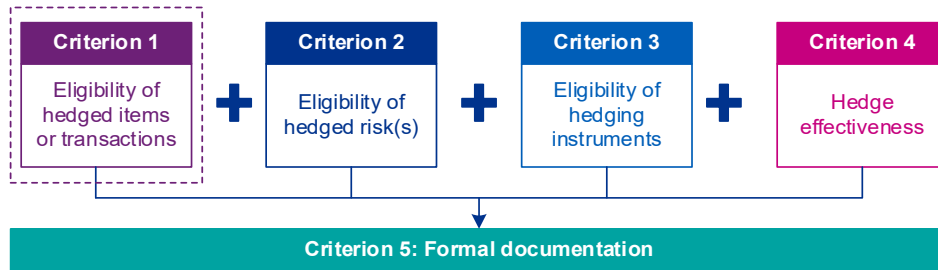 Criterion 1
Eligibility of
hedged items
or transactions
Criterion 2
Eligibility of
hedged risk(s)
Criterion 3
Eligibility of
hedging
instruments
Criterion 4
Hedge
effectiveness
Criterion 5: Formal documentation